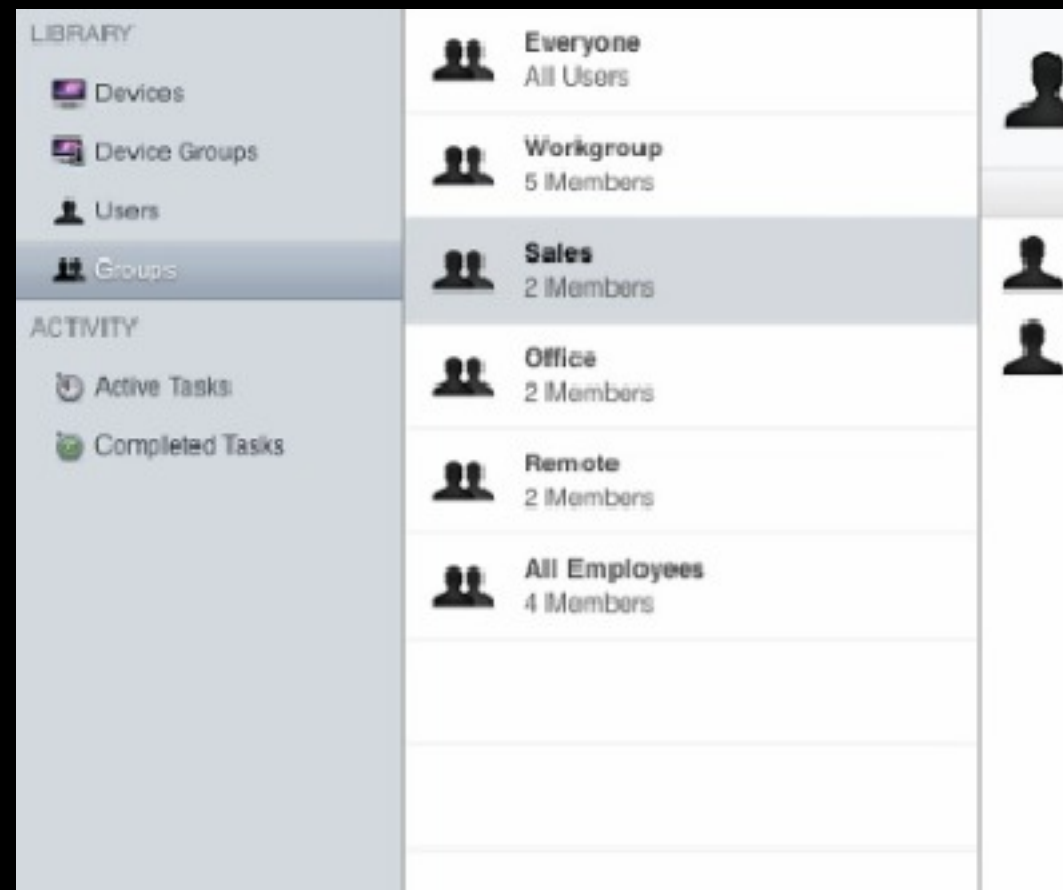 LIBRARY
Devices
Device Groups
Users
Groups
ACTIVITY
Active Tasks
Completed Tasks
Everyone
All Users
Workgroup
5 Members
Sales
2 Members
Office
2 Members
Remote
2 Members
All Employees
4 Members